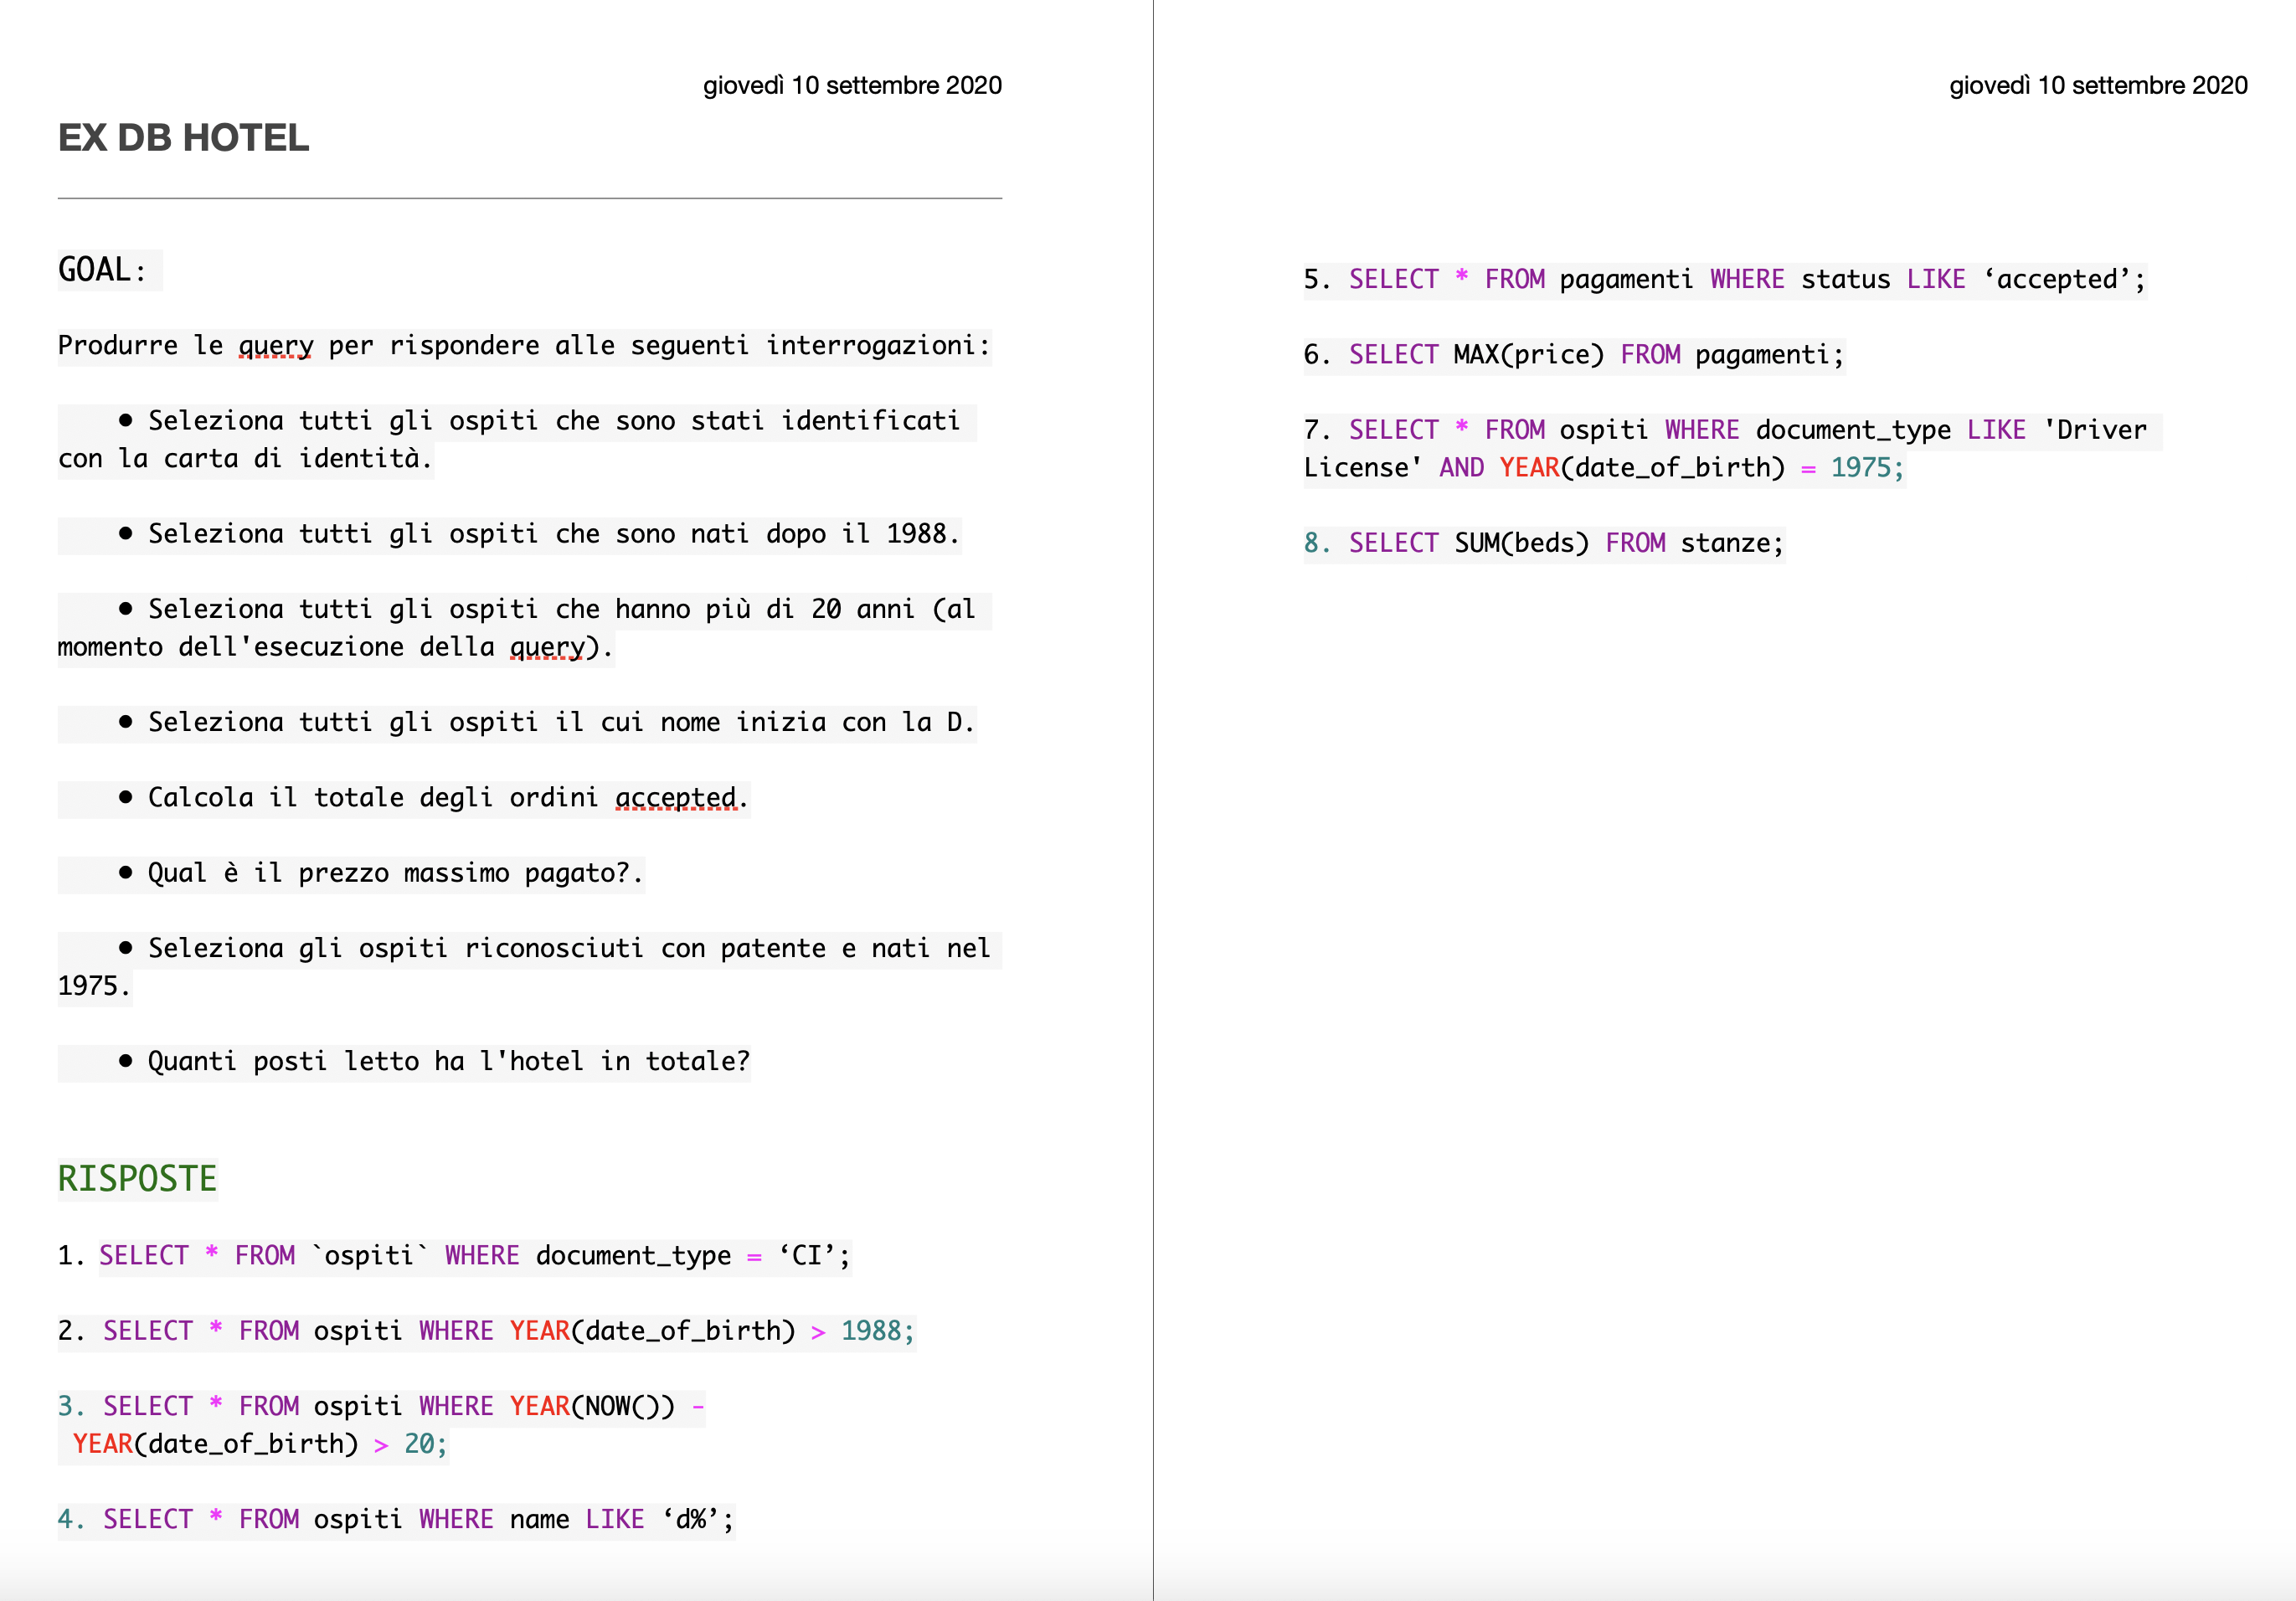 giovedì 10 settembre 2020
EX DB HOTEL
GOAL:
Produrre le query per rispondere alle seguenti interrogazioni:
• Seleziona tutti gli ospiti che sono stati identificati
con la carta di identità.
• Seleziona tutti gli ospiti che sono nati dopo il 1988.
• Seleziona tutti gli ospiti che hanno più di 20 anni (al
momento dell'esecuzione della query).
• Seleziona tutti gli ospiti il cui nome inizia con la D.
• Calcola il totale degli ordini accepted.
• Qual è il prezzo massimo pagato?.
• Seleziona gli ospiti riconosciuti con patente e nati nel
1975.
• Quanti posti letto ha l'hotel in totale?
RISPOSTE
1. SELECT * FROM `ospiti` WHERE document_type = ‘CI’;
2. SELECT * FROM ospiti WHERE YEAR(date_of_birth) > 1988;
3. SELECT * FROM ospiti WHERE YEAR(NOW()) -
YEAR(date_of_birth) > 20;
4. SELECT * FROM ospiti WHERE name LIKE ‘d%’;
giovedì 10 settembre 2020
5. SELECT * FROM pagamenti WHERE status LIKE ‘accepted’;
6. SELECT MAX(price) FROM pagamenti;
7. SELECT * FROM ospiti WHERE document_type LIKE 'Driver
License' AND YEAR(date_of_birth) = 1975;
8. SELECT SUM(beds) FROM stanze;